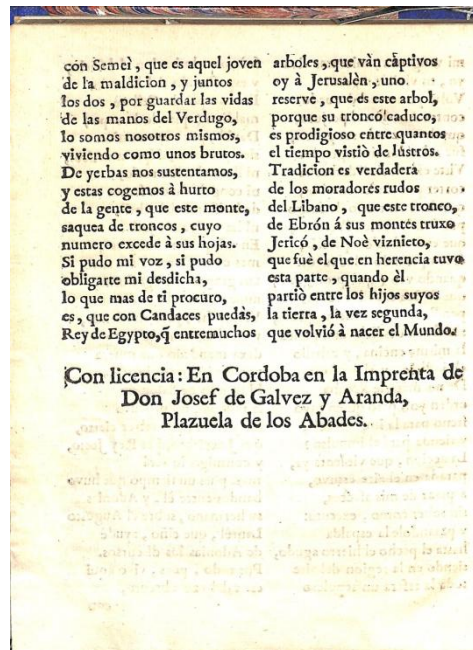 con Semeì, que es aquel joven
de la maldicion, y juntos
los dos, por guardar las vidas
de las manos del Verdugo,
lo somos nosotros mismos,
viviendo como unos brutos.
De yerbas nos sustentamos,
y estas cogemos à hurto
de la gente, que este monte,
saquea de troncos, cuyo
numero excede à sus hojas.
Si pudo mi voz, si pudo
obligarte mi desdicha,
lo que mas de ti procuro,
es, que con Candaces puedàs,
Rey de Egypto, q̃ entremuchos
arboles, que vàn càptivos
oy à Jerusalèn, uno
reserve, que es este arbol,
porque su tronco caduco,
es prodigioso entre quantos
el tiempo vistiò de lustros.
Tradicion es verdadera
de los moradores rudos
del Libano, que este tronco,
de Ebrón á sus montes truxo
Jericó, de Noè viznieto,
que fuè el que en herencia tuvo
esta parte, quando èl
partiò entre los hijos suyos
la tierra, la vez segunda,
que volvió à nacer el Mundo.
Con licencia: En Cordoba en la Imprenta de
Don Josef de Galvez y Aranda,
Plazuela de los Abades.